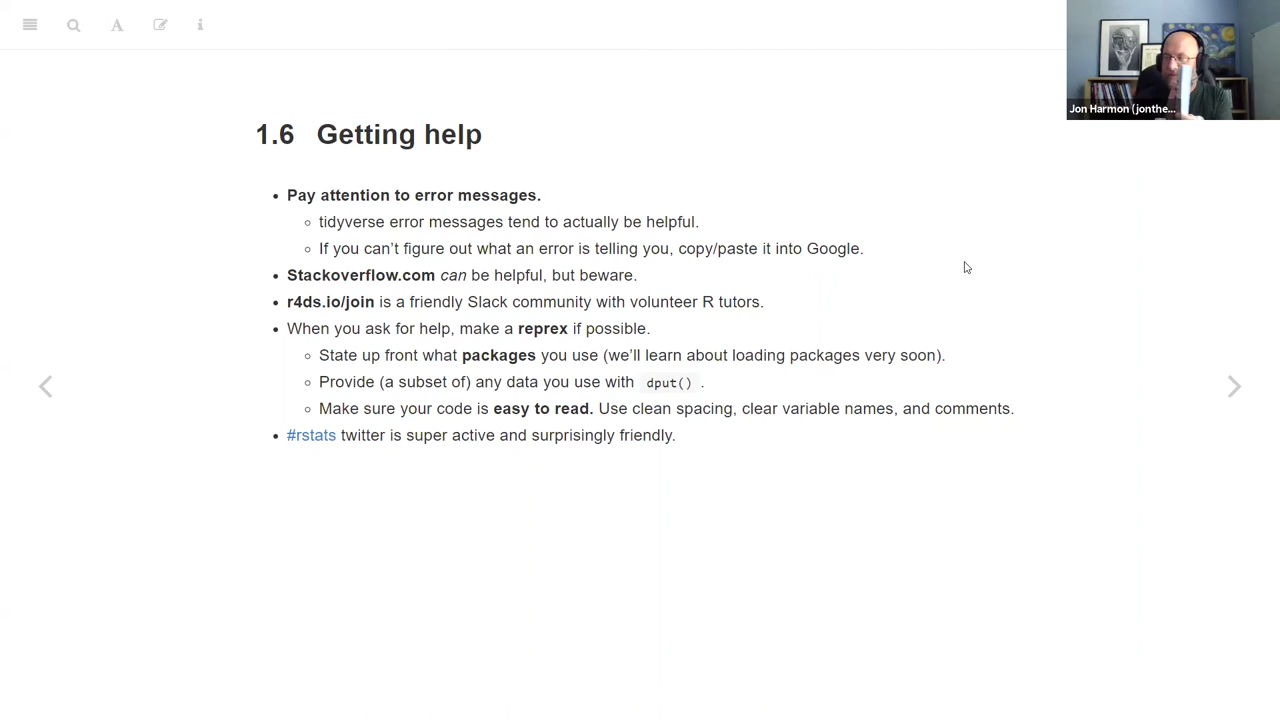 Jon Harmon (jonthe...
1.6 Getting help
Pay attention to error messages.
tidyverse error messages tend to actually be helpful.
If you can’t figure out what an error is telling you, copy/paste it into Google.
Stackoverflow.com can be helpful, but beware.
r4ds.io/join is a friendly Slack community with volunteer R tutors.
When you ask for help, make a reprex if possible.
State up front what packages you use (we’ll learn about loading packages very soon).
Provide (a subset of) any data you use with dput() .
Make sure your code is easy to read. Use clean spacing, clear variable names, and comments.
#rstats twitter is super active and surprisingly friendly.